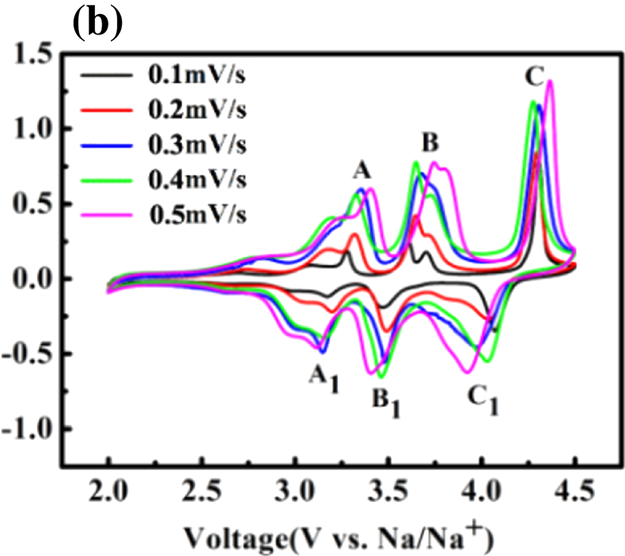 (b)
1.5
1.0
0.5
0.0
-0.5
-1.0
0.1mV/s
0.2mV/s
0.3mV/s
0.4mV/s
0.5mV/s
A
B
C
A1
B1
C1
2.0 2.5 3.0 3.5 4.0 4.5
Voltage(V vs. Na/Na+)